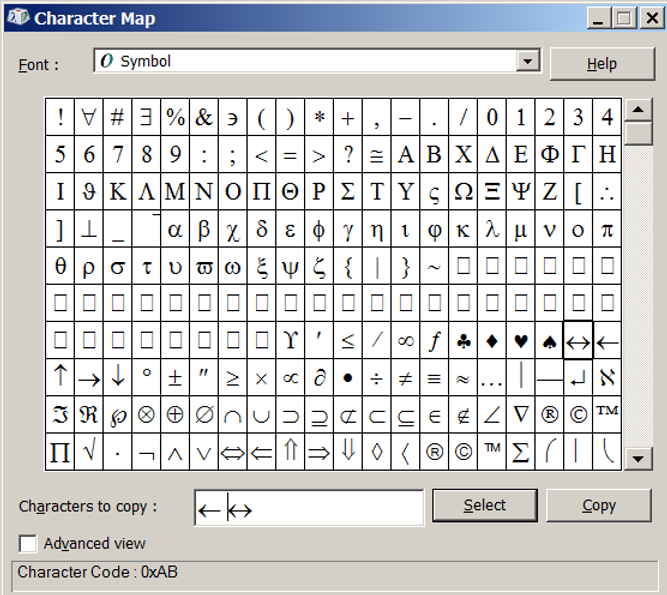 Character Map
Font : Symbol Help
! ∀ # ∃ % & ϶ ( ) * + , − . / 0 1 2 3 4
5 6 7 8 9 : ; < = > ? ≅ Α Β Χ Δ Ε Φ Γ Η
Ι ϑ Κ Λ Μ Ν Ο Π Θ Ρ Σ Τ Υ ς Ω Ξ Ψ Ζ [ ∴
] ⊥ _ ‾ α β χ δ ε ϕ γ η ι φ κ λ μ ν ο π
θ ρ σ τ υ ϖ ω ξ ψ ζ { | } ~ □ □ □ □ □ □
□ □ □ □ □ □ □ □ □ □ □ □ □ □ □ □ □ □ □ □
□ □ □ □ □ □ □ □ ϒ ′ ≤ ⁄ ∞ ƒ ♣ ♦ ♥ ♠ ↔ ←
↑ → ↓ ° ± ″ ≥ × ∝ ∂ • ÷ ≠ ≡ ≈ … | — ↵ ℵ
ℑ ℜ ℘ ⊗ ⊕ ∅ ∩ ∪ ⊃ ⊇ ⊄ ⊂ ⊆ ∈ ∉ ∠ ∇ ® © ™
∏ √ ⋅ ¬ ∧ ∨ ⇔ ⇐ ⇑ ⇒ ⇓ ◊ 〈 ® © ™ ∑ ⎛ ⎜ ⎝
Characters to copy : ← ↔ Select Copy
Advanced view
Character Code : 0xAB